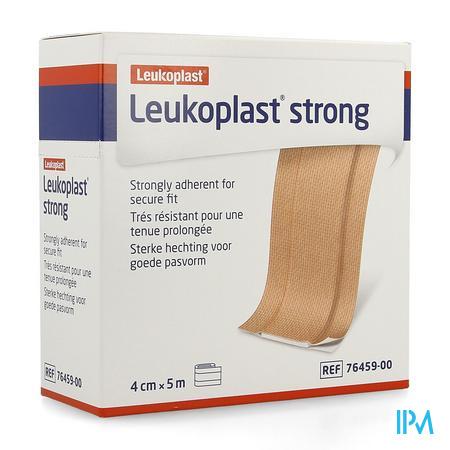 Leukoplast®
Leukoplast® strong
Strongly adherent for
secure fit
Trés résistant pour une
tenue prolongée
Sterke hechting voor
goede pasvorm
4 cm x 5 m
REF 76459-00
Leukoplast
Leukoplast®
strong
Strongly adherent for
secure fit
Trés résistant pour une
tenue prolongée
Sterke hechting voor
goede pasvorm
REF 76459-00
IPM